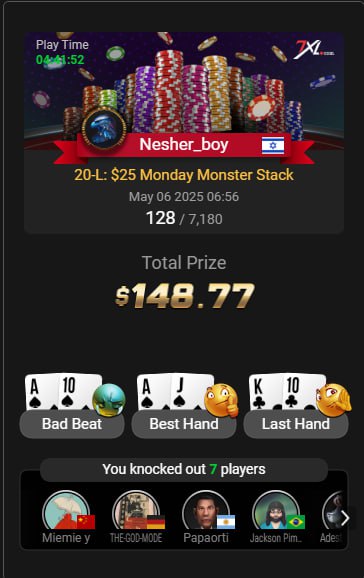 Play Time
04:41:52
7XL
Nesher_boy
20-L: $25 Monday Monster Stack
May 06 2025 06:56
128 / 7,180
Total Prize
$148.77
A 10 A J K 10
Bad Beat Best Hand Last Hand
You knocked out 7 players
Miemie y THE-GOD-MODE Papaorti Jackson Pim...